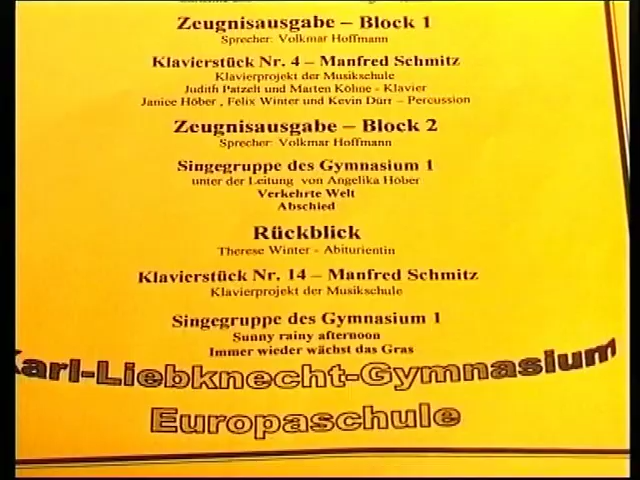 Zeugnisausgabe – Block 1
Sprecher: Volkmar Hoffmann
Klavierstück Nr. 4 – Manfred Schmitz
Klavierprojekt der Musikschule
Judith Patzelt und Marten Köhne - Klavier
Janice Höber , Felix Winter und Kevin Dürr – Percussion
Zeugnisausgabe – Block 2
Sprecher: Volkmar Hoffmann
Singegruppe des Gymnasium 1
unter der Leitung von Angelika Höber
Verkehrte Welt
Abschied
Rückblick
Therese Winter - Abiturientin
Klavierstück Nr. 14 – Manfred Schmitz
Klavierprojekt der Musikschule
Singegruppe des Gymnasium 1
Sunny rainy afternoon
Immer wieder wächst das Gras
Karl-Liebknecht-Gymnasium
Europaschule